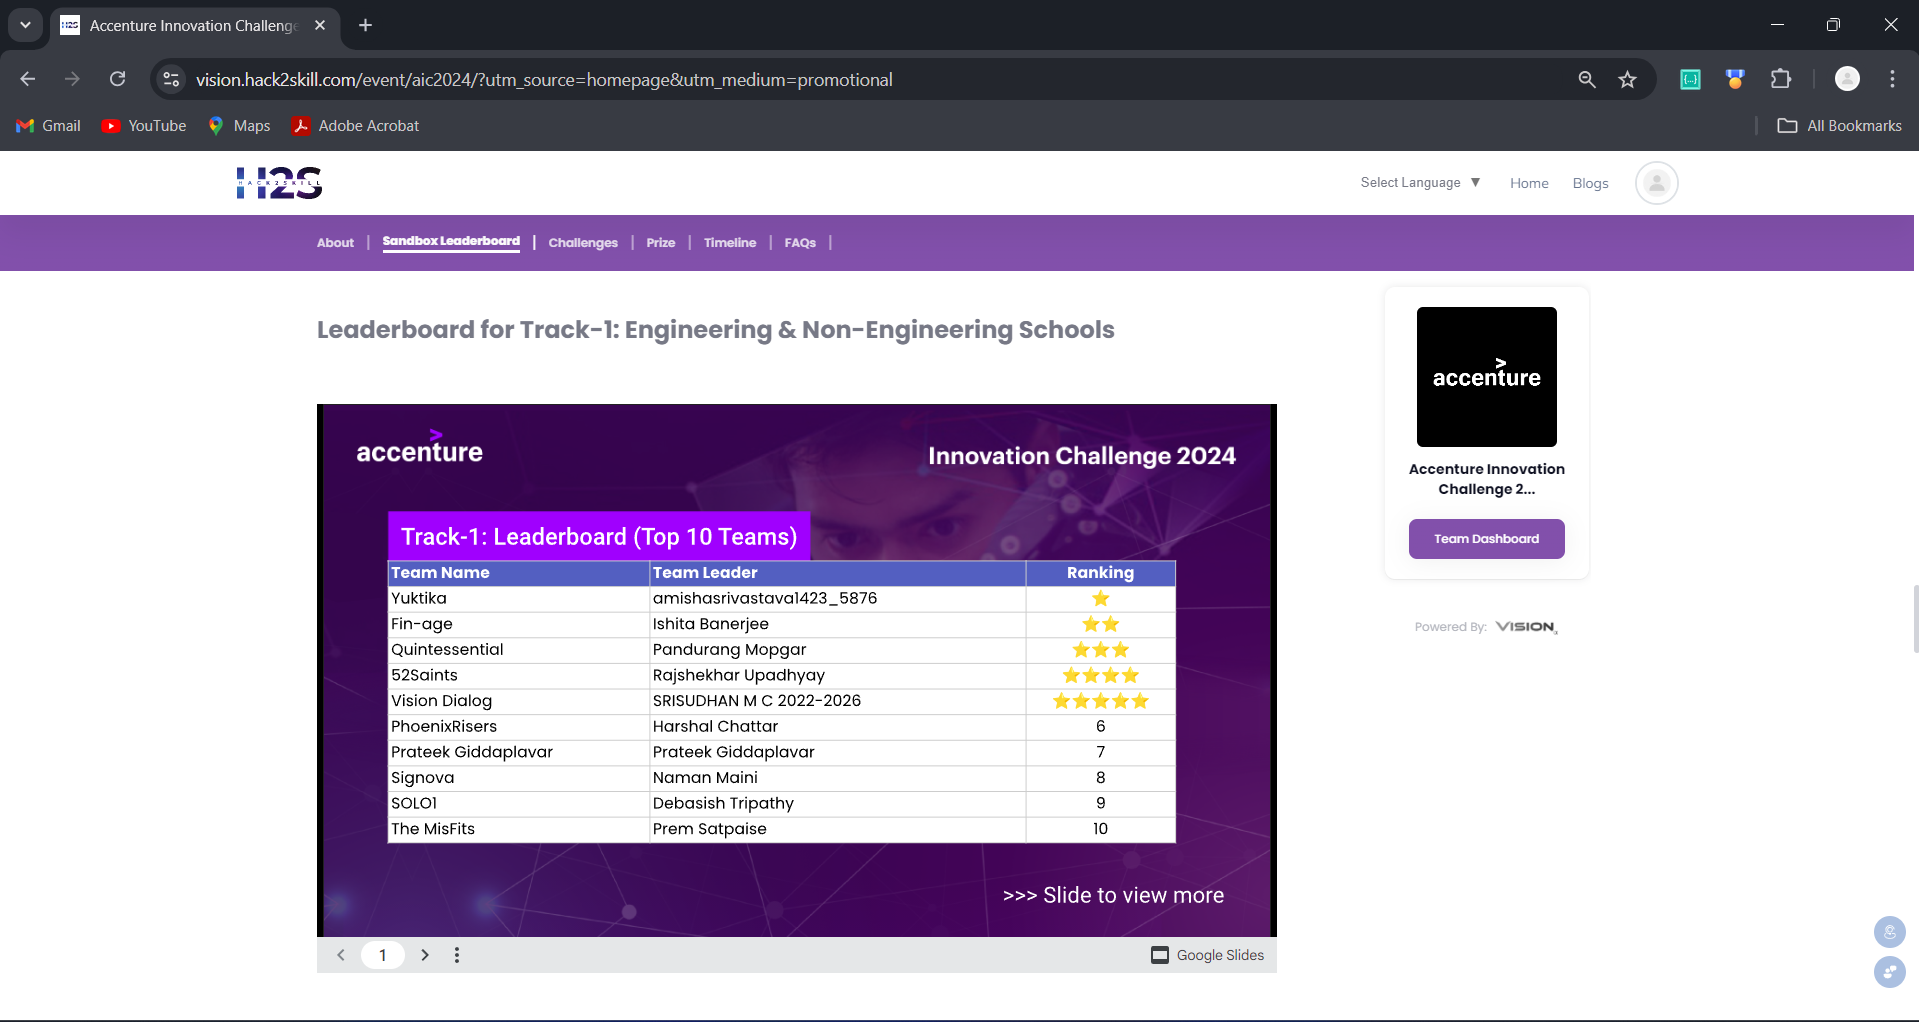 Accenture Innovation Challenge
vision.hack2skill.com/event/aic2024/?utm_source=homepage&utm_medium=promotional
Gmail YouTube Maps Adobe Acrobat All Bookmarks
H2S
HACK2SKILL
Select Language ▼ Home Blogs
About | Sandbox Leaderboard | Challenges | Prize | Timeline | FAQs |
Leaderboard for Track-1: Engineering & Non-Engineering Schools
accenture
Innovation Challenge 2024
Track-1: Leaderboard (Top 10 Teams)
Team Name Team Leader Ranking
Yuktika amishasrivastava1423_5876 ⭐
Fin-age Ishita Banerjee ⭐⭐
Quintessential Pandurang Mopgar ⭐⭐⭐
52Saints Rajshekhar Upadhyay ⭐⭐⭐⭐
Vision Dialog SRISUDHAN M C 2022-2026 ⭐⭐⭐⭐⭐
PhoenixRisers Harshal Chattar 6
Prateek Giddaplavar Prateek Giddaplavar 7
Signova Naman Maini 8
SOLO1 Debasish Tripathy 9
The MisFits Prem Satpaise 10
>>> Slide to view more
1 Google Slides
accenture
Accenture Innovation
Challenge 2...
Team Dashboard
Powered By: VISION